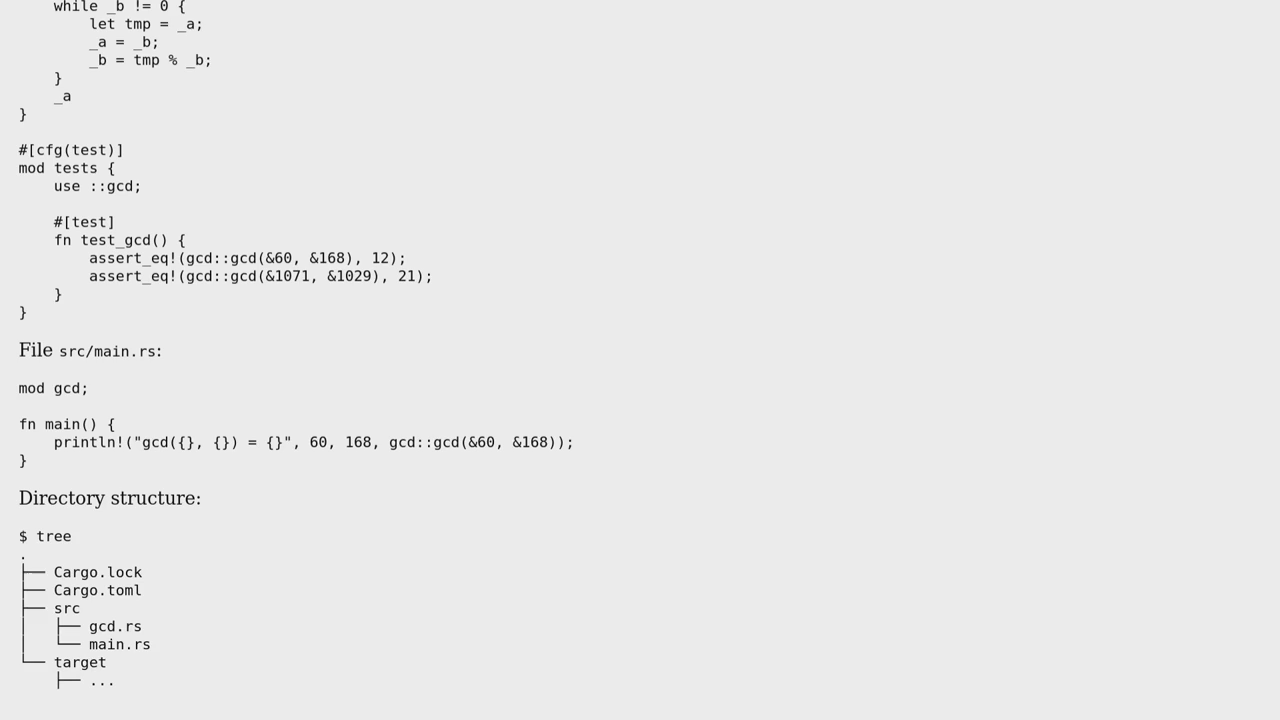 while _b != 0 {
        let tmp = _a;
        _a = _b;
        _b = tmp % _b;
    }
    _a
}
#[cfg(test)]
mod tests {
    use ::gcd;
    #[test]
    fn test_gcd() {
        assert_eq!(gcd::gcd(&60, &168), 12);
        assert_eq!(gcd::gcd(&1071, &1029), 21);
    }
}
File src/main.rs:
mod gcd;
fn main() {
    println!("gcd({}, {}) = {}", 60, 168, gcd::gcd(&60, &168));
}
Directory structure:
$ tree
.
├── Cargo.lock
├── Cargo.toml
├── src
│   ├── gcd.rs
│   └── main.rs
└── target
    ├── ...